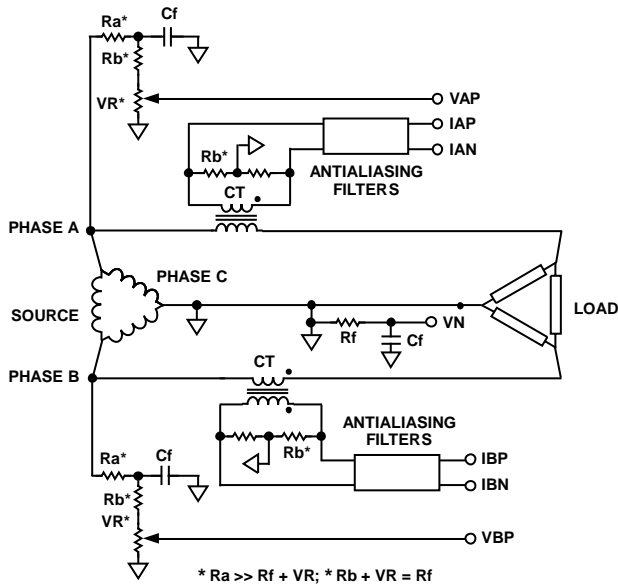 Ra*
Cf
Rb*
VR*
VAP
IAP
IAN
Rb*
ANTIALIASING
FILTERS
CT
PHASE A
PHASE C
SOURCE
LOAD
VN
Rf
Cf
PHASE B
CT
ANTIALIASING
FILTERS
Rb*
Ra*
Cf
IBP
IBN
Rb*
VR*
VBP
* Ra >> Rf + VR; * Rb + VR = Rf